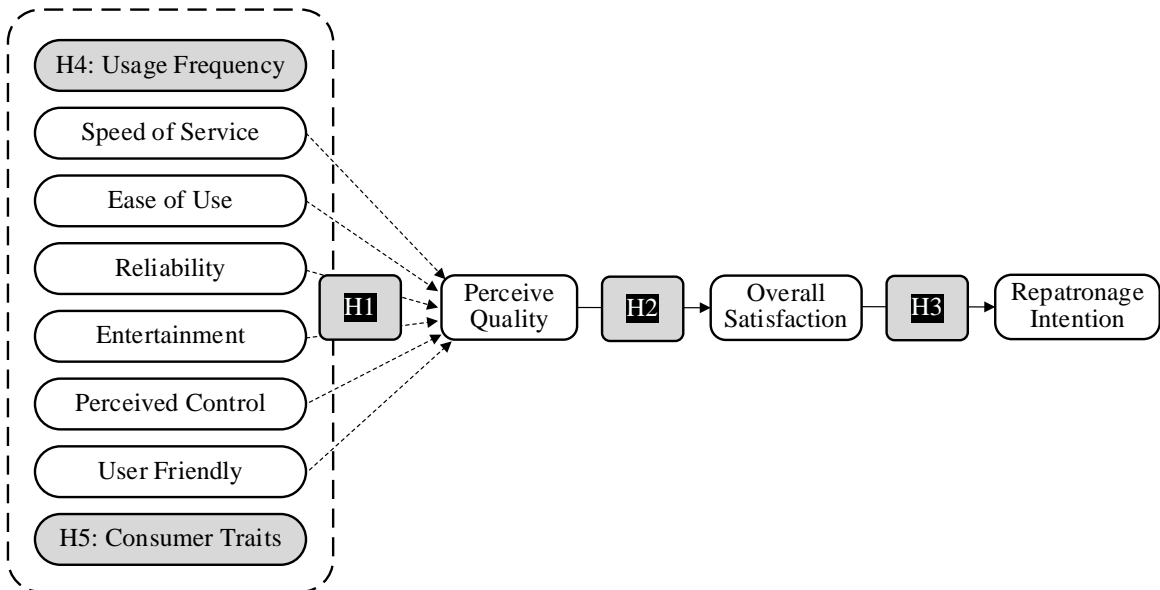 H4: Usage Frequency
Speed of Service
Ease of Use
Reliability
Entertainment
Perceived Control
User Friendly
H5: Consumer Traits
H1
Perceive
Quality
H2
Overall
Satisfaction
H3
Repatronage
Intention